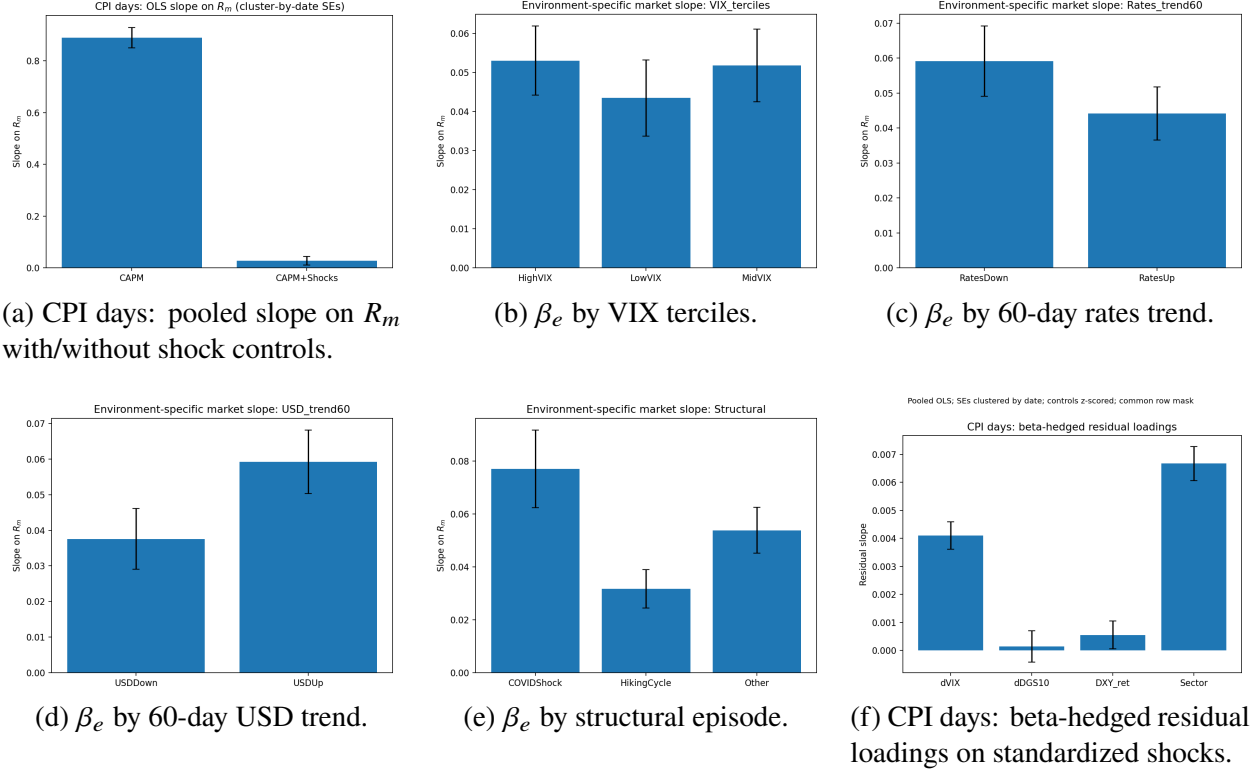 CPI days: OLS slope on $R_m$ (cluster-by-date SEs)
Slope on $R_m$
0.8
0.6
0.4
0.2
0.0
CAPM
CAPM+Shocks
(a) CPI days: pooled slope on $R_m$
with/without shock controls.
Environment-specific market slope: VIX_terciles
Slope on $R_m$
0.06
0.05
0.04
0.03
0.02
0.01
0.00
HighVIX
LowVIX
MidVIX
(b) $\beta_e$ by VIX terciles.
Environment-specific market slope: Rates_trend60
Slope on $R_m$
0.07
0.06
0.05
0.04
0.03
0.02
0.01
0.00
RatesDown
RatesUp
(c) $\beta_e$ by 60-day rates trend.
Environment-specific market slope: USD_trend60
Slope on $R_m$
0.07
0.06
0.05
0.04
0.03
0.02
0.01
0.00
USDDown
USDUp
(d) $\beta_e$ by 60-day USD trend.
Environment-specific market slope: Structural
Slope on $R_m$
0.08
0.06
0.04
0.02
0.00
COVIDShock
HikingCycle
Other
(e) $\beta_e$ by structural episode.
Pooled OLS; SEs clustered by date; controls z-scored; common row mask
CPI days: beta-hedged residual loadings
Residual slope
0.007
0.006
0.005
0.004
0.003
0.002
0.001
0.000
dVIX
dDGS10
DXY_ret
Sector
(f) CPI days: beta-hedged residual
loadings on standardized shocks.